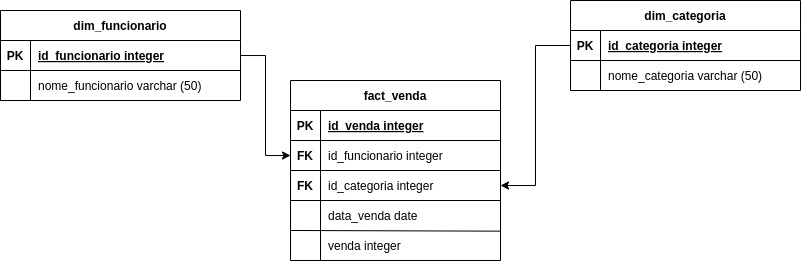 dim_funcionario
PK id_funcionario integer
nome_funcionario varchar (50)
dim_categoria
PK id_categoria integer
nome_categoria varchar (50)
fact_venda
PK id_venda integer
FK id_funcionario integer
FK id_categoria integer
data_venda date
venda integer